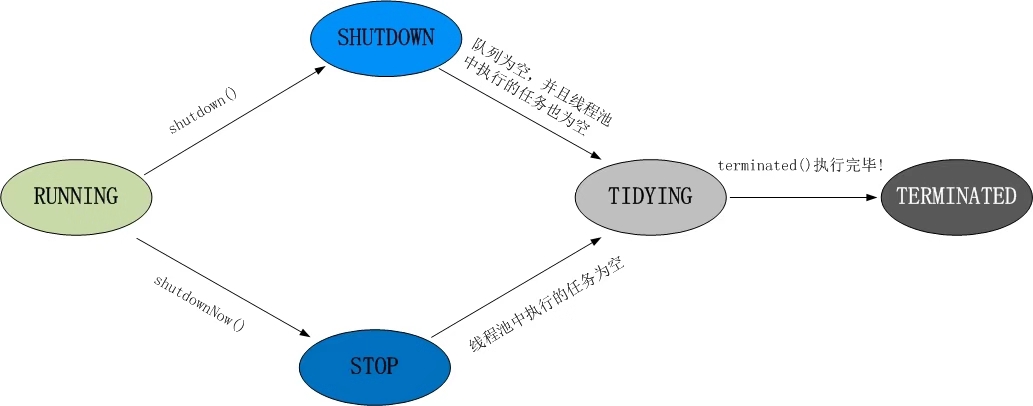 SHUTDOWN
队列为空，并且线程池
中执行的任务也为空
shutdown()
RUNNING
TIDYING
terminated()执行完毕!
TERMINATED
shutdownNow()
线程池中执行的任务为空
STOP